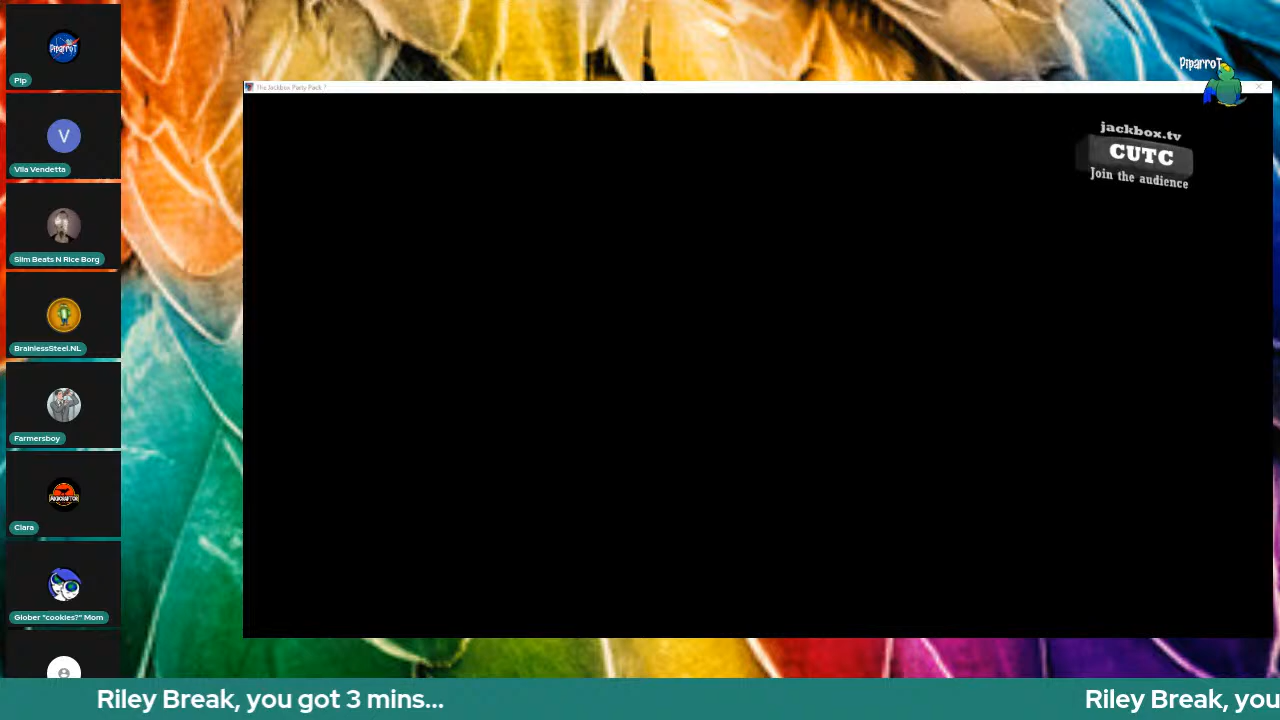 PiparroT
Pip
V
Vila Vendetta
Slim Beats N Rice Borg
BrainlessSteel.NL
Farmersboy
Clara
Glober "cookies?" Mom
The Jackbox Party Pack 7
PiparroT
jackbox.tv
CUTC
Join the audience
Riley Break, you got 3 mins...
Riley Break, you